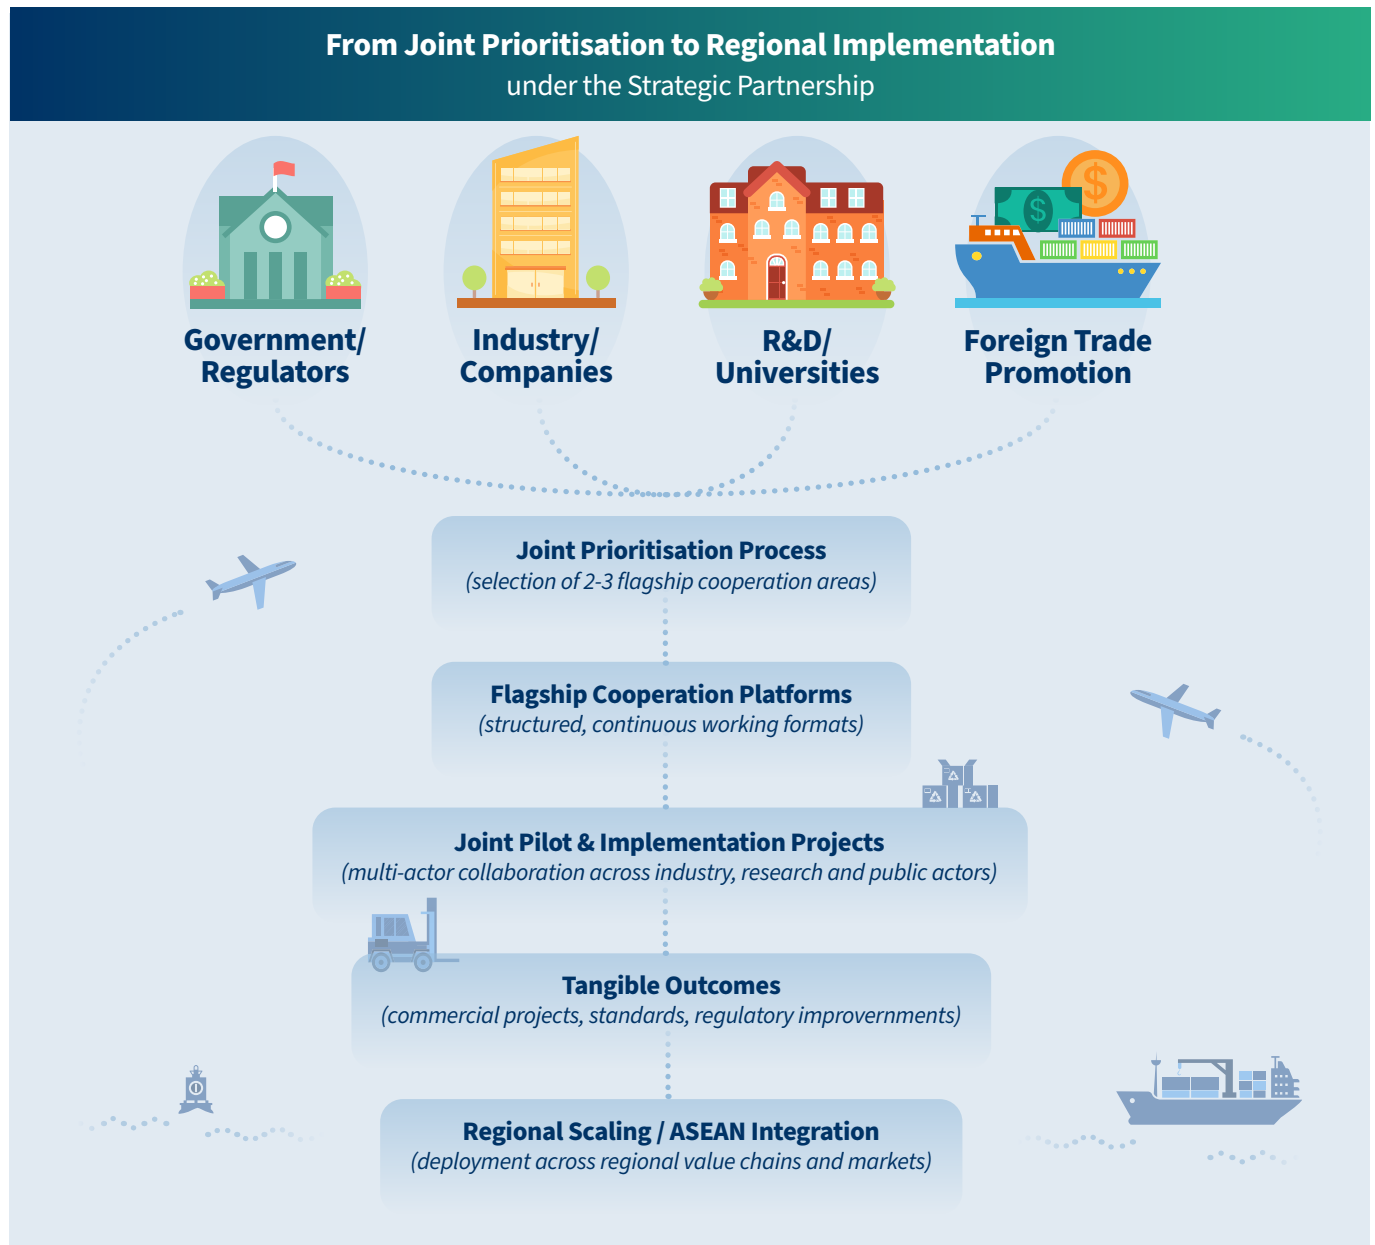 From Joint Prioritisation to Regional Implementation
under the Strategic Partnership
Government/
Regulators
Industry/
Companies
R&D/
Universities
Foreign Trade
Promotion
Joint Prioritisation Process
(selection of 2-3 flagship cooperation areas)
Flagship Cooperation Platforms
(structured, continuous working formats)
Joint Pilot & Implementation Projects
(multi-actor collaboration across industry, research and public actors)
Tangible Outcomes
(commercial projects, standards, regulatory improvernments)
Regional Scaling / ASEAN Integration
(deployment across regional value chains and markets)